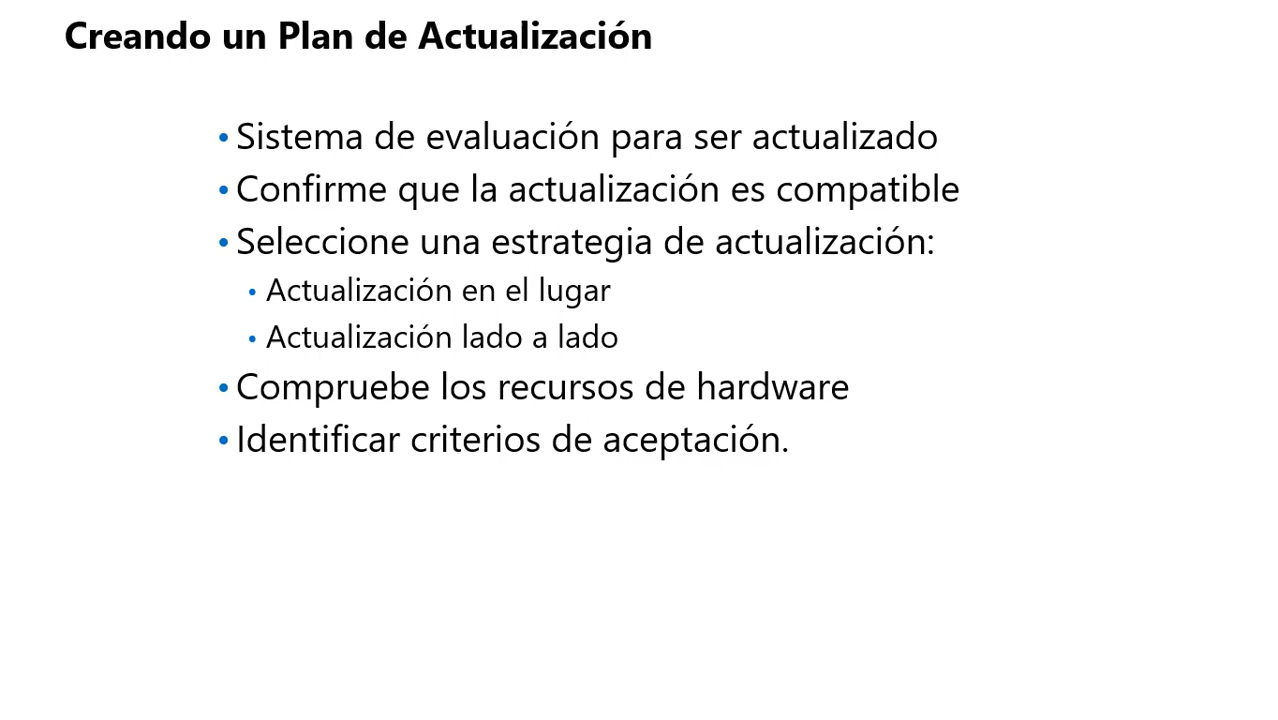 Creando un Plan de Actualización
• Sistema de evaluación para ser actualizado
• Confirme que la actualización es compatible
• Seleccione una estrategia de actualización:
• Actualización en el lugar
• Actualización lado a lado
• Compruebe los recursos de hardware
• Identificar criterios de aceptación.